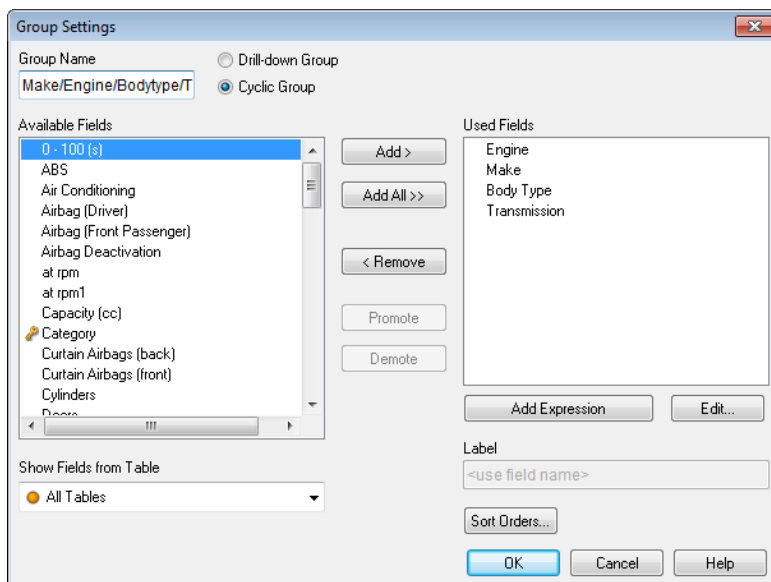 Group Settings
Group Name
Drill-down Group
Make/Engine/Bodytype/T
Cyclic Group
Available Fields
0 - 100 (s)
ABS
Air Conditioning
Airbag (Driver)
Airbag (Front Passenger)
Airbag Deactivation
at rpm
at rpm1
Capacity (cc)
Category
Curtain Airbags (back)
Curtain Airbags (front)
Cylinders
Doors
Add >
Add All >>
< Remove
Promote
Demote
Used Fields
Engine
Make
Body Type
Transmission
Add Expression
Edit...
Show Fields from Table
All Tables
Label
<use field name>
Sort Orders...
OK
Cancel
Help